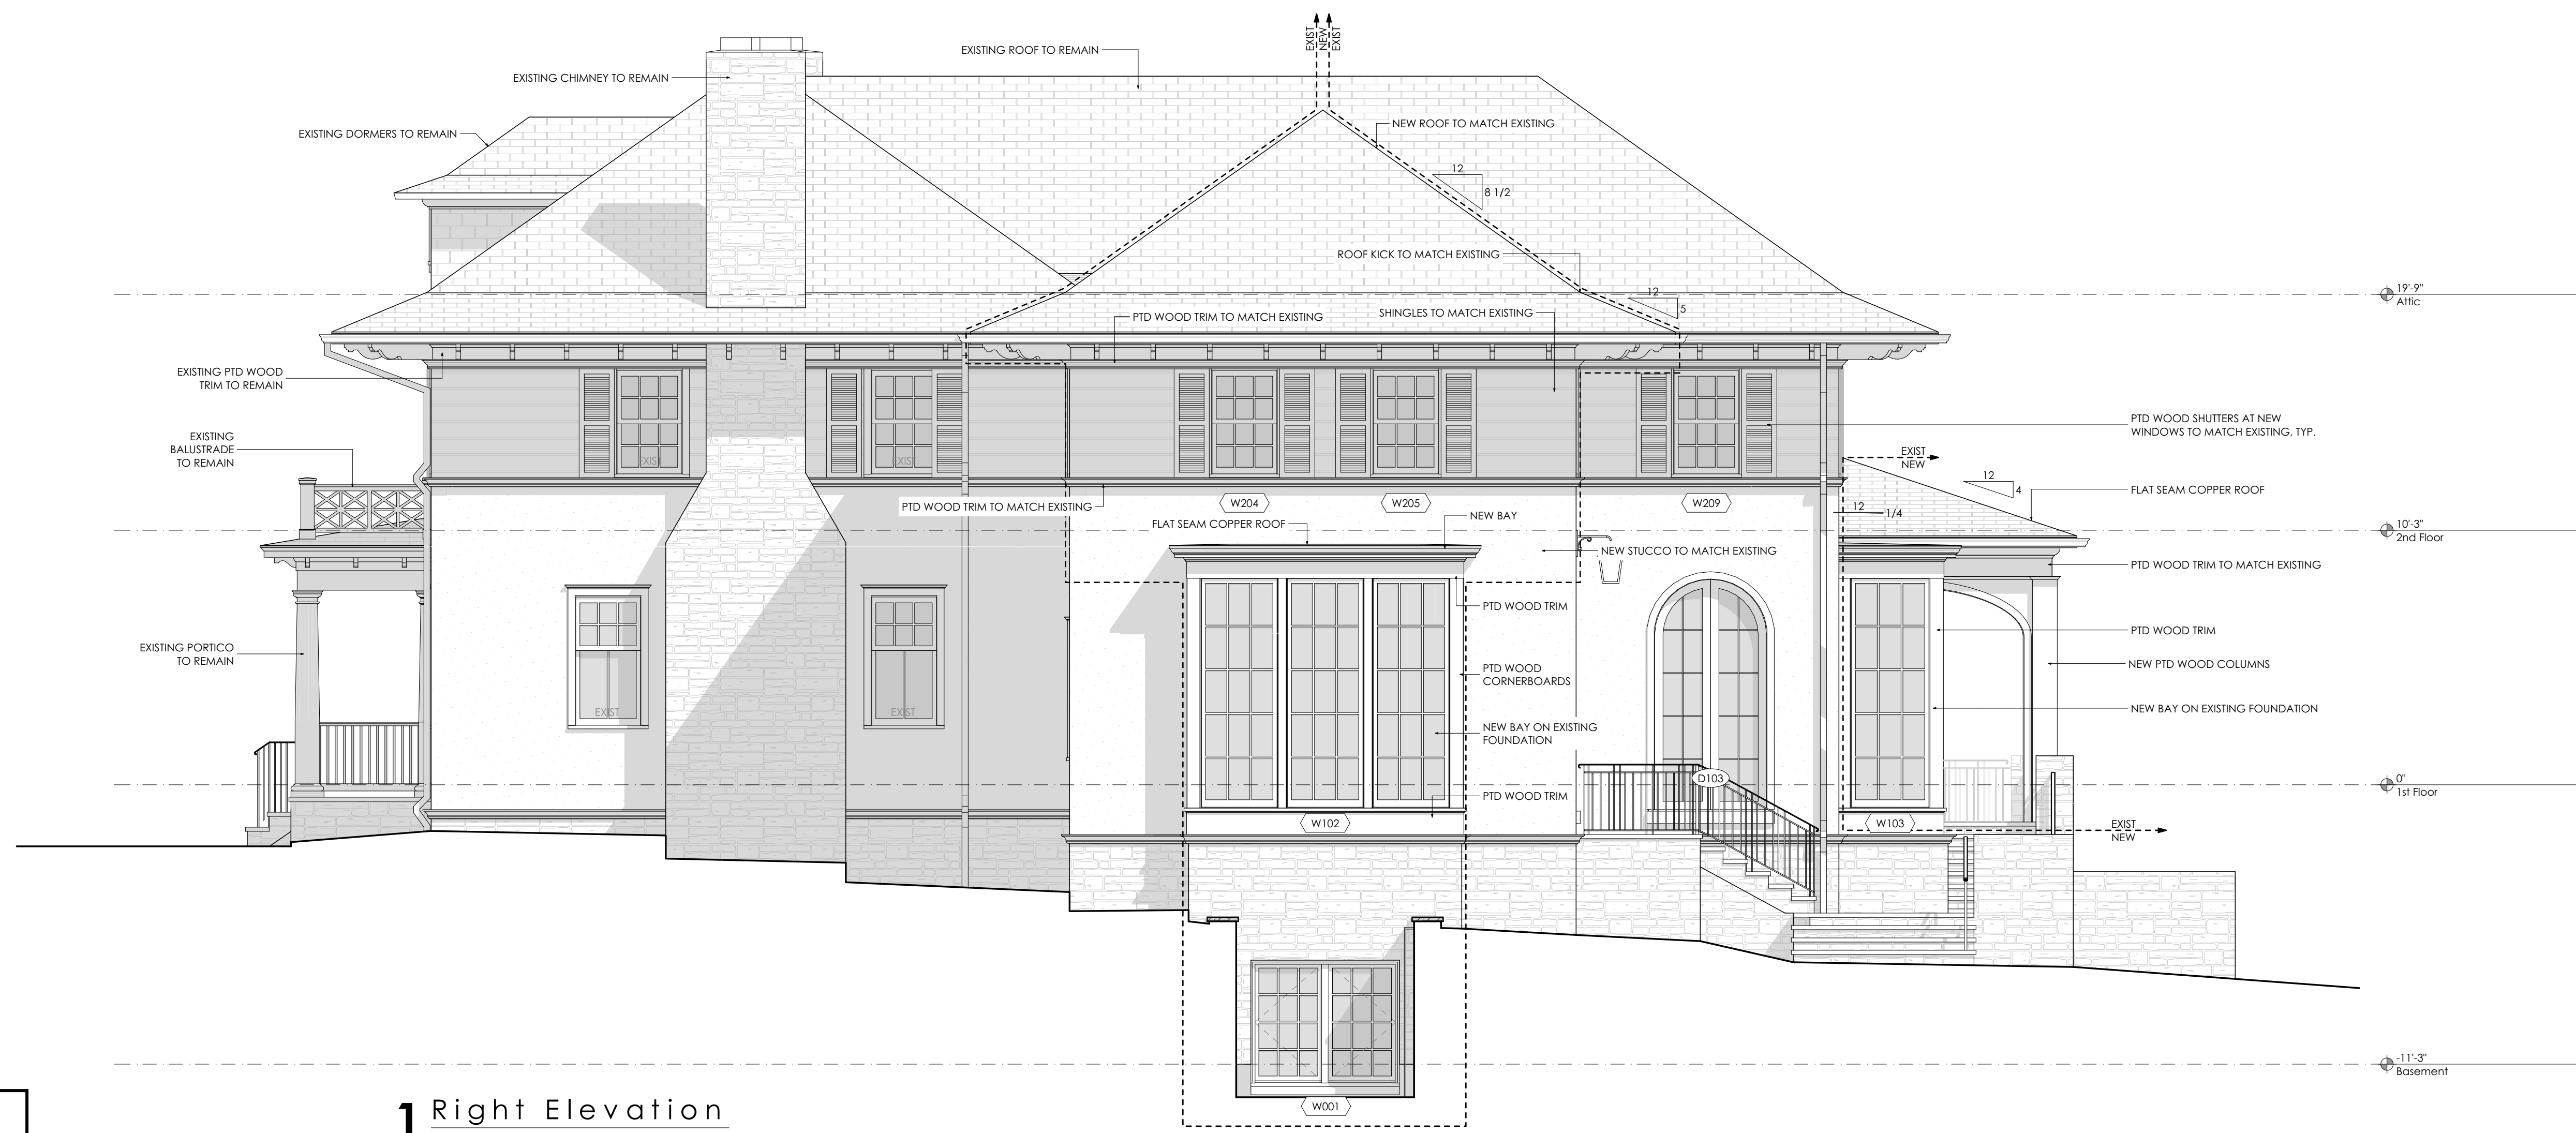 EXIST
NEW
EXIST
EXISTING ROOF TO REMAIN
EXISTING CHIMNEY TO REMAIN
EXISTING DORMERS TO REMAIN
NEW ROOF TO MATCH EXISTING
12
8 1/2
ROOF KICK TO MATCH EXISTING
12
5
19'-9"
Attic
PTD WOOD TRIM TO MATCH EXISTING
SHINGLES TO MATCH EXISTING
EXISTING PTD WOOD
TRIM TO REMAIN
PTD WOOD SHUTTERS AT NEW
WINDOWS TO MATCH EXISTING, TYP.
EXISTING
BALUSTRADE
TO REMAIN
EXIST
EXIST
EXIST
NEW
12
4
FLAT SEAM COPPER ROOF
PTD WOOD TRIM TO MATCH EXISTING
W204
W205
W209
12
1/4
FLAT SEAM COPPER ROOF
NEW BAY
10'-3"
2nd Floor
NEW STUCCO TO MATCH EXISTING
PTD WOOD TRIM TO MATCH EXISTING
PTD WOOD TRIM
PTD WOOD TRIM
EXISTING PORTICO
TO REMAIN
PTD WOOD
CORNERBOARDS
NEW PTD WOOD COLUMNS
EXIST
EXIST
NEW BAY ON EXISTING
FOUNDATION
NEW BAY ON EXISTING FOUNDATION
D103
0"
1st Floor
PTD WOOD TRIM
W102
W103
EXIST
NEW
-11'-3"
Basement
W001
1 Right Elevation